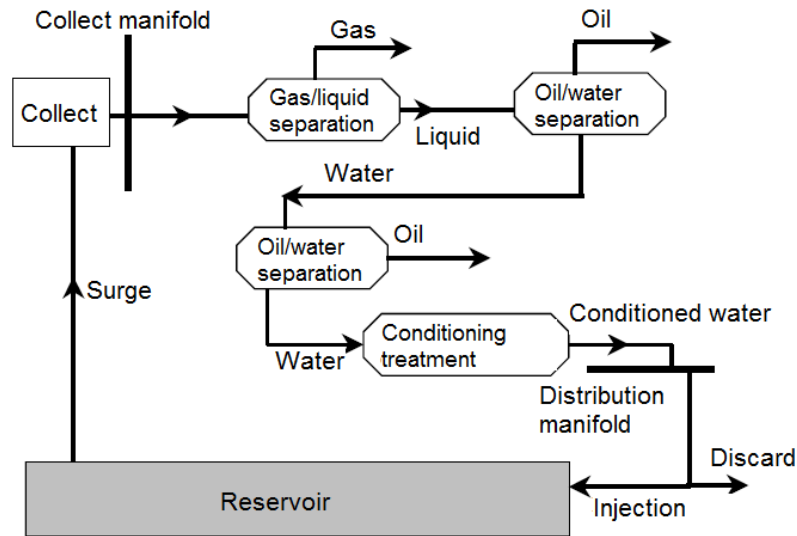 Collect manifold
Gas
Oil
Collect
Gas/liquid
separation
Liquid
Oil/water
separation
Water
Oil/water
separation
Oil
Surge
Water
Conditioning
treatment
Conditioned water
Distribution
manifold
Discard
Injection
Reservoir